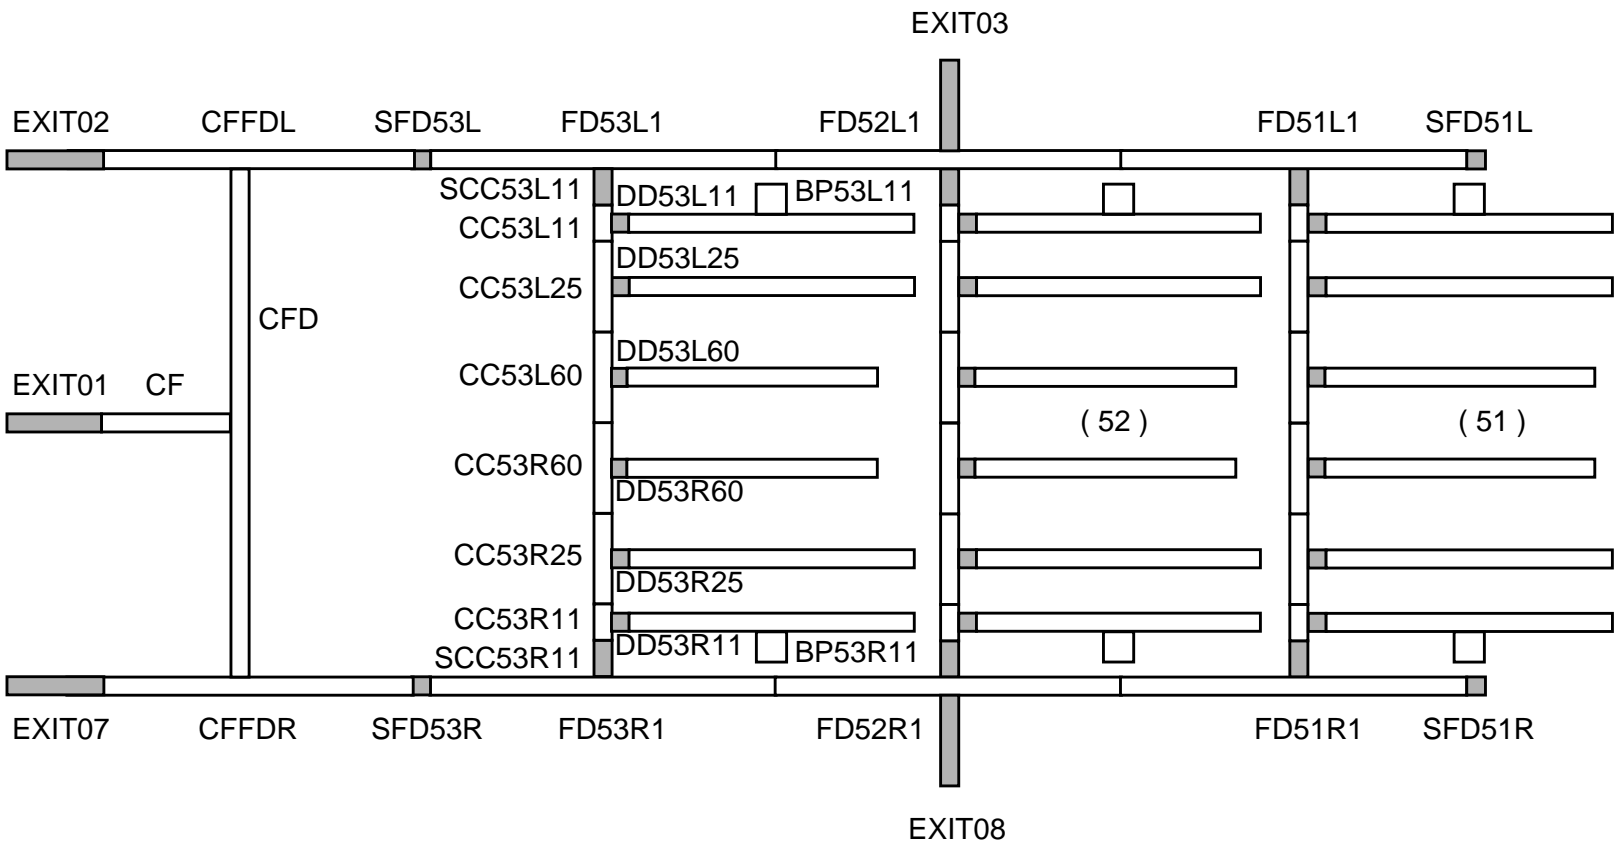 EXIT03
EXIT02 CFFDL SFD53L FD53L1 FD52L1 FD51L1 SFD51L
SCC53L11 DD53L11 BP53L11
CC53L11
DD53L25
CC53L25
CFD
DD53L60
CC53L60
EXIT01 CF
( 52 ) ( 51 )
CC53R60
DD53R60
CC53R25
DD53R25
CC53R11
DD53R11 BP53R11
SCC53R11
EXIT07 CFFDR SFD53R FD53R1 FD52R1 FD51R1 SFD51R
EXIT08